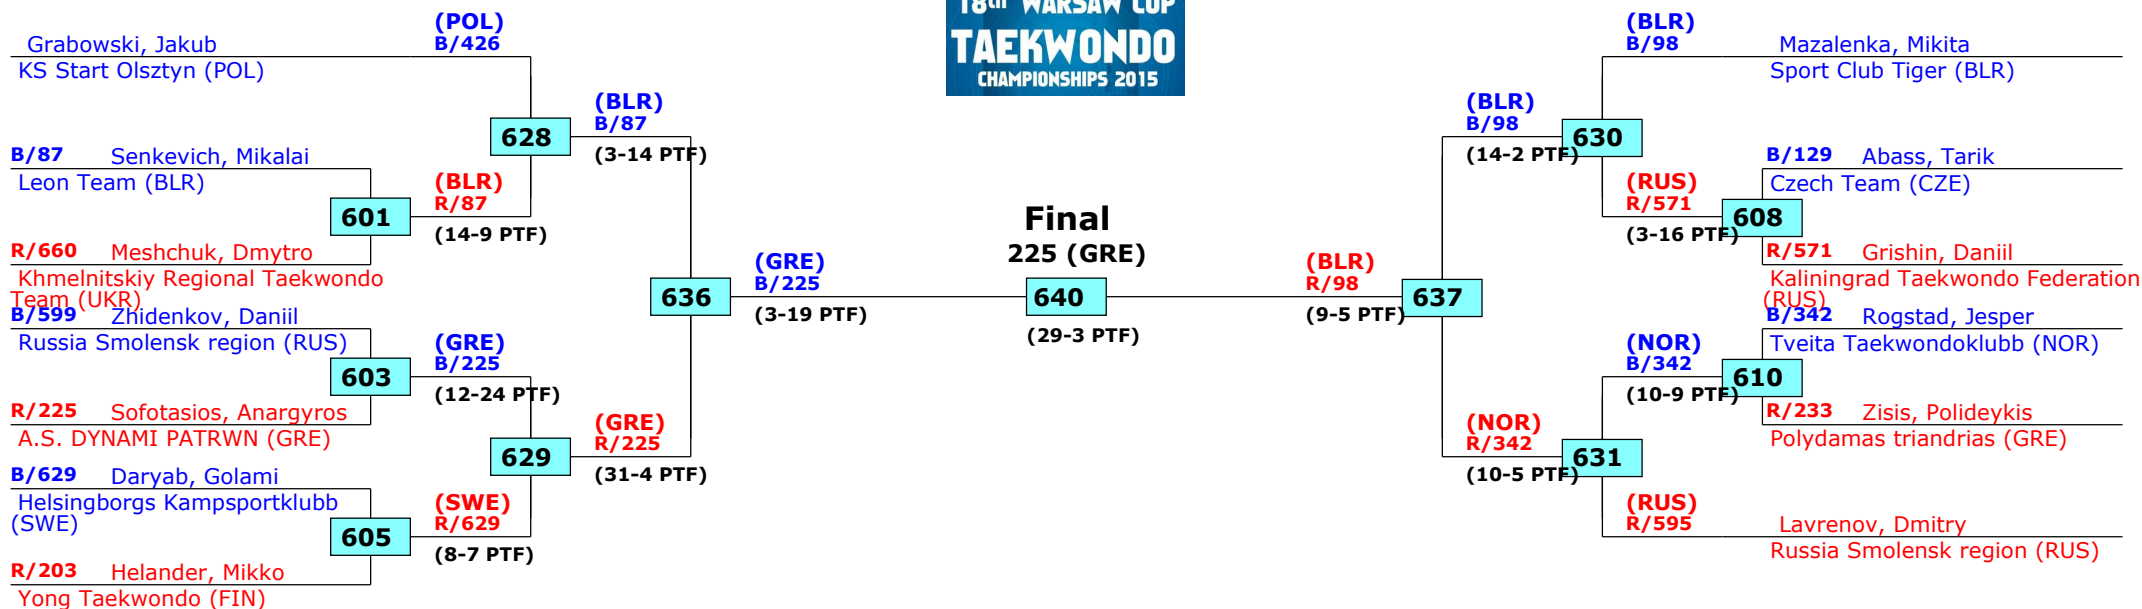 18th WARSAW CUP
TAEKWONDO
CHAMPIONSHIPS 2015
(POL)
B/426
Grabowski, Jakub
KS Start Olsztyn (POL)
(BLR)
B/87
(3-14 PTF)
628
B/87 Senkevich, Mikalai
Leon Team (BLR)
(BLR)
R/87
(14-9 PTF)
601
R/660 Meshchuk, Dmytro
Khmelnitskiy Regional Taekwondo
Team (UKR)
B/599 Zhidenkov, Daniil
Russia Smolensk region (RUS)
603
(GRE)
B/225
(12-24 PTF)
R/225 Sofotasios, Anargyros
A.S. DYNAMI PATRWN (GRE)
629
(GRE)
R/225
(31-4 PTF)
B/629 Daryab, Golami
Helsingborgs Kampsportklubb
(SWE)
605
(SWE)
R/629
(8-7 PTF)
R/203 Helander, Mikko
Yong Taekwondo (FIN)
636
(GRE)
B/225
(3-19 PTF)
Final
225 (GRE)
640
(29-3 PTF)
(BLR)
R/98
(9-5 PTF)
637
(BLR)
B/98
Mazalenka, Mikita
Sport Club Tiger (BLR)
(BLR)
B/98
(14-2 PTF)
630
B/129 Abass, Tarik
Czech Team (CZE)
(RUS)
R/571
(3-16 PTF)
608
R/571 Grishin, Daniil
Kaliningrad Taekwondo Federation
(RUS)
B/342 Rogstad, Jesper
Tveita Taekwondoklubb (NOR)
(NOR)
B/342
(10-9 PTF)
610
R/233 Zisis, Polideykis
Polydamas triandrias (GRE)
(NOR)
R/342
(10-5 PTF)
631
(RUS)
R/595
Lavrenov, Dmitry
Russia Smolensk region (RUS)